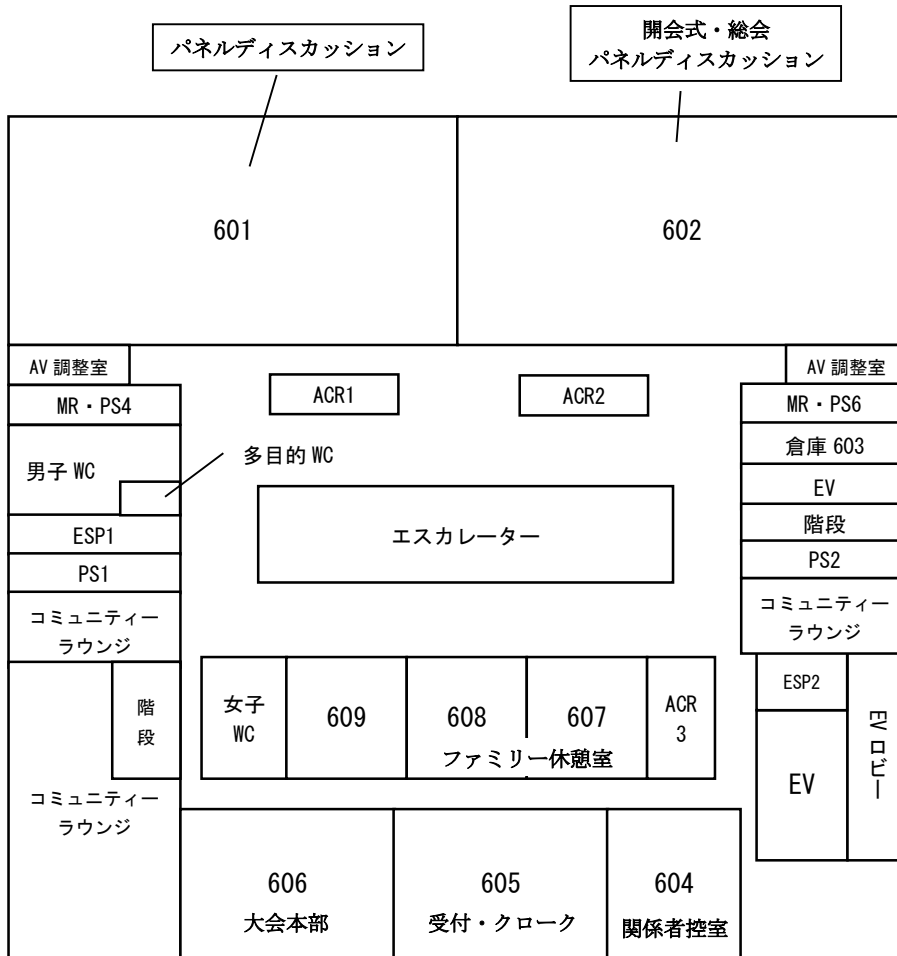 パネルディスカッション
開会式・総会
パネルディスカッション
601
602
AV 調整室
AV 調整室
ACR1
ACR2
MR・PS4
MR・PS6
男子 WC
多目的 WC
倉庫 603
EV
エスカレーター
階段
ESP1
PS1
PS2
コミュニティー
ラウンジ
コミュニティー
ラウンジ
階
段
女子
WC
609
608
607
ファミリー休憩室
ACR
3
ESP2
EV
EV ロビー
コミュニティー
ラウンジ
606
大会本部
605
受付・クローク
604
関係者控室